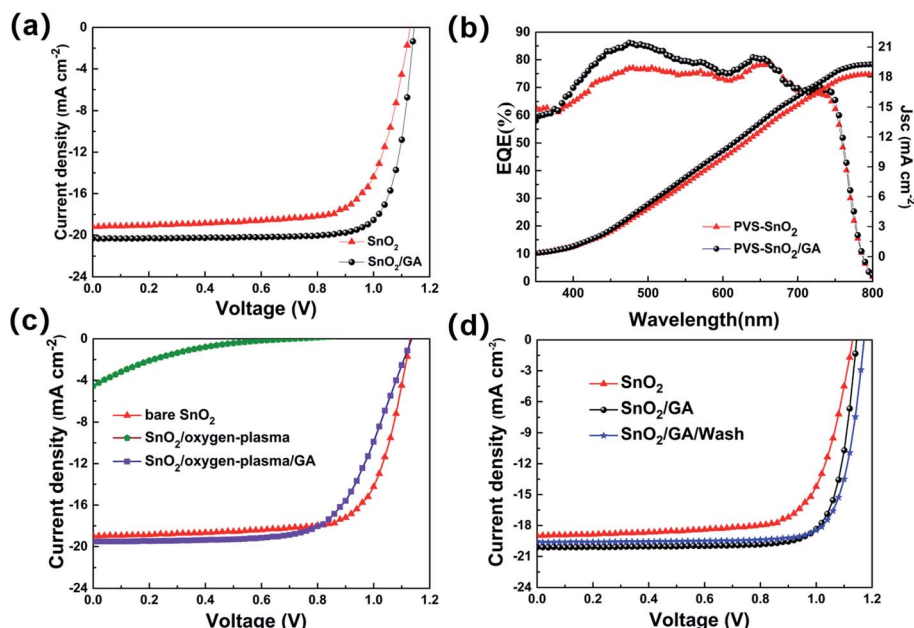 (a)
Current density (mA cm-2)
0
-4
-8
-12
-16
-20
-24
0.0 0.2 0.4 0.6 0.8 1.0 1.2
Voltage (V)
SnO2
SnO2/GA
(b)
EQE(%)
90
80
70
60
50
40
30
20
10
0
400 500 600 700 800
Wavelength(nm)
21
18
15
12
9
6
3
0
Jsc (mA cm-2)
PVS-SnO2
PVS-SnO2/GA
(c)
Current density (mA cm-2)
0
-4
-8
-12
-16
-20
-24
0.0 0.2 0.4 0.6 0.8 1.0 1.2
Voltage (V)
bare SnO2
SnO2/oxygen-plasma
SnO2/oxygen-plasma/GA
(d)
Current density (mA cm-2)
0
-3
-6
-9
-12
-15
-18
-21
-24
0.0 0.2 0.4 0.6 0.8 1.0 1.2
Voltage (V)
SnO2
SnO2/GA
SnO2/GA/Wash